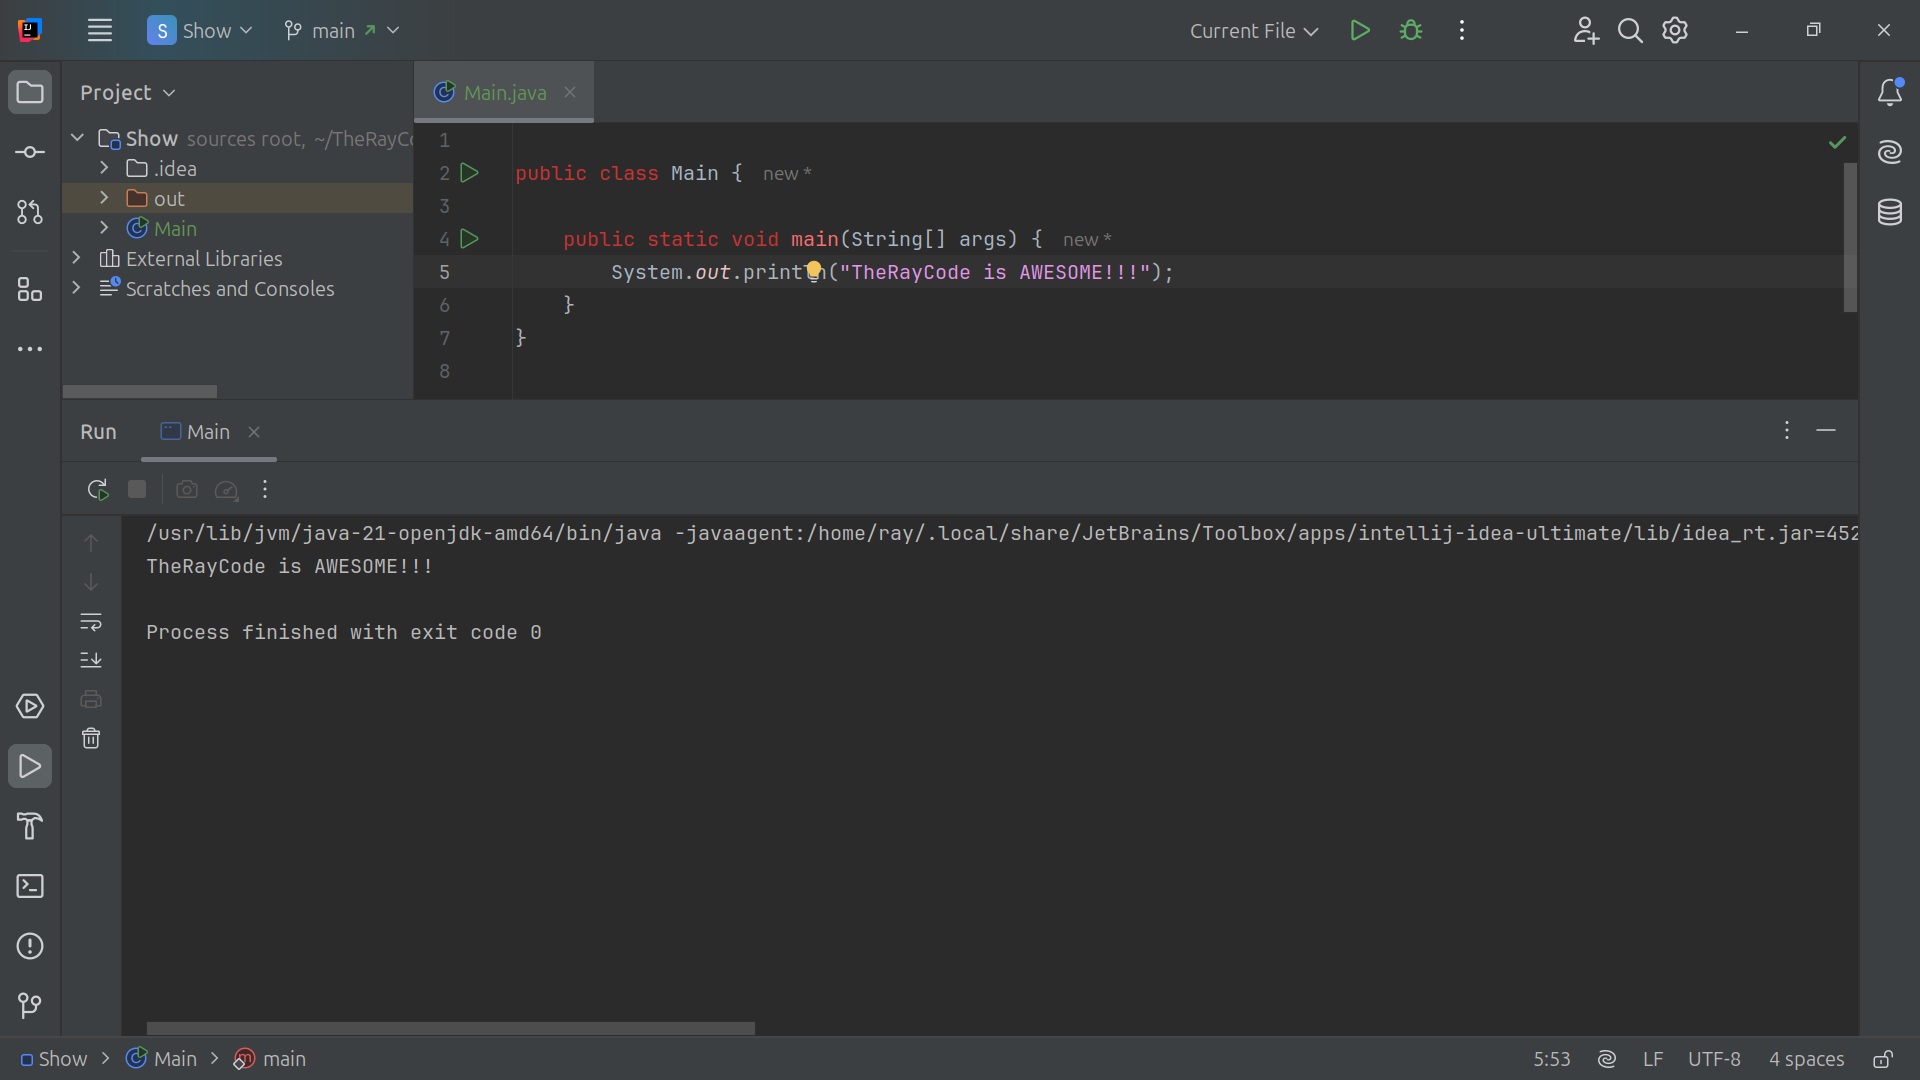 S Show main Current File
Project
Main.java
Show sources root, ~/TheRayCo
.idea
out
Main
External Libraries
Scratches and Consoles
1
2 public class Main { new *
3
4 public static void main(String[] args) { new *
5 System.out.println("TheRayCode is AWESOME!!!");
6 }
7 }
8
Run Main
/usr/lib/jvm/java-21-openjdk-amd64/bin/java -javaagent:/home/ray/.local/share/JetBrains/Toolbox/apps/intellij-idea-ultimate/lib/idea_rt.jar=452
TheRayCode is AWESOME!!!
Process finished with exit code 0
Show Main main 5:53 LF UTF-8 4 spaces